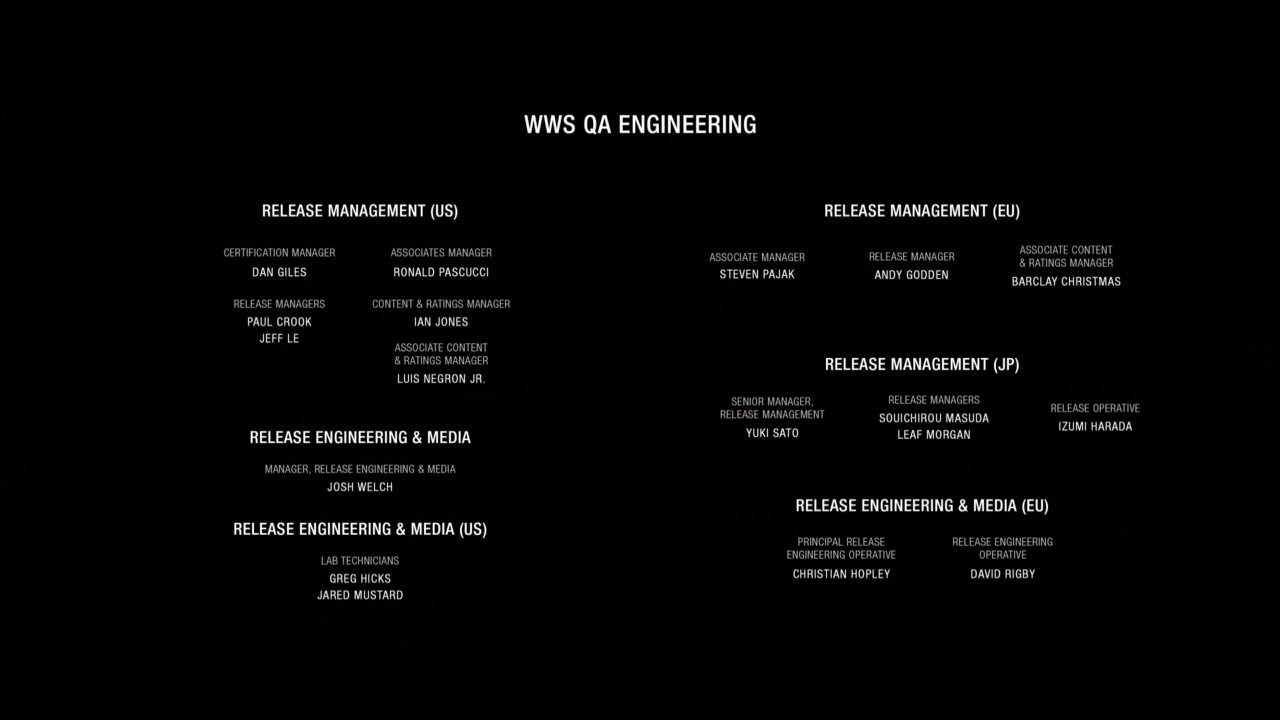 WWS QA ENGINEERING
RELEASE MANAGEMENT (US)
CERTIFICATION MANAGER
DAN GILES
ASSOCIATES MANAGER
RONALD PASCUCCI
RELEASE MANAGERS
PAUL CROOK
JEFF LE
CONTENT & RATINGS MANAGER
IAN JONES
ASSOCIATE CONTENT
& RATINGS MANAGER
LUIS NEGRON JR.
RELEASE ENGINEERING & MEDIA
MANAGER, RELEASE ENGINEERING & MEDIA
JOSH WELCH
RELEASE ENGINEERING & MEDIA (US)
LAB TECHNICIANS
GREG HICKS
JARED MUSTARD
RELEASE MANAGEMENT (EU)
ASSOCIATE MANAGER
STEVEN PAJAK
RELEASE MANAGER
ANDY GODDEN
ASSOCIATE CONTENT
& RATINGS MANAGER
BARCLAY CHRISTMAS
RELEASE MANAGEMENT (JP)
SENIOR MANAGER,
RELEASE MANAGEMENT
YUKI SATO
RELEASE MANAGERS
SOUICHIROU MASUDA
LEAF MORGAN
RELEASE OPERATIVE
IZUMI HARADA
RELEASE ENGINEERING & MEDIA (EU)
PRINCIPAL RELEASE
ENGINEERING OPERATIVE
CHRISTIAN HOPLEY
RELEASE ENGINEERING
OPERATIVE
DAVID RIGBY